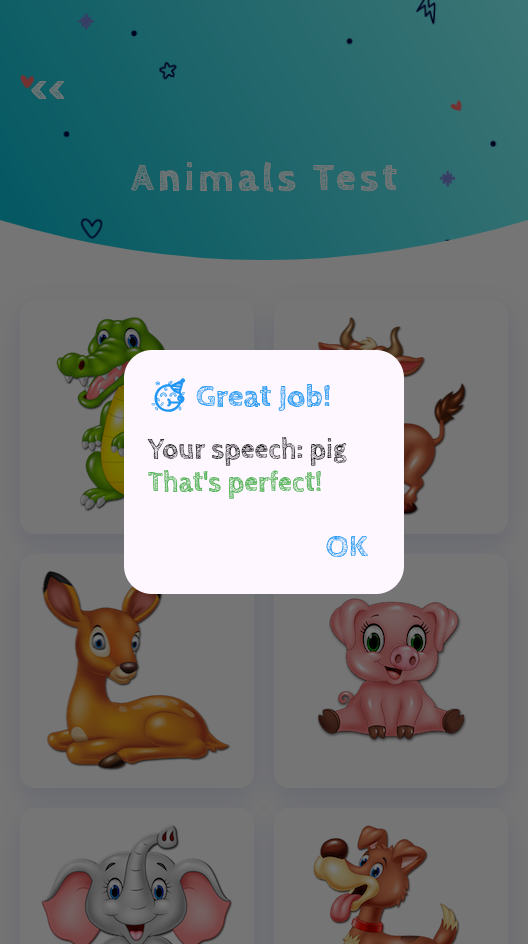 Animals Test
Great Job!
Your speech: pig
That's perfect!
OK